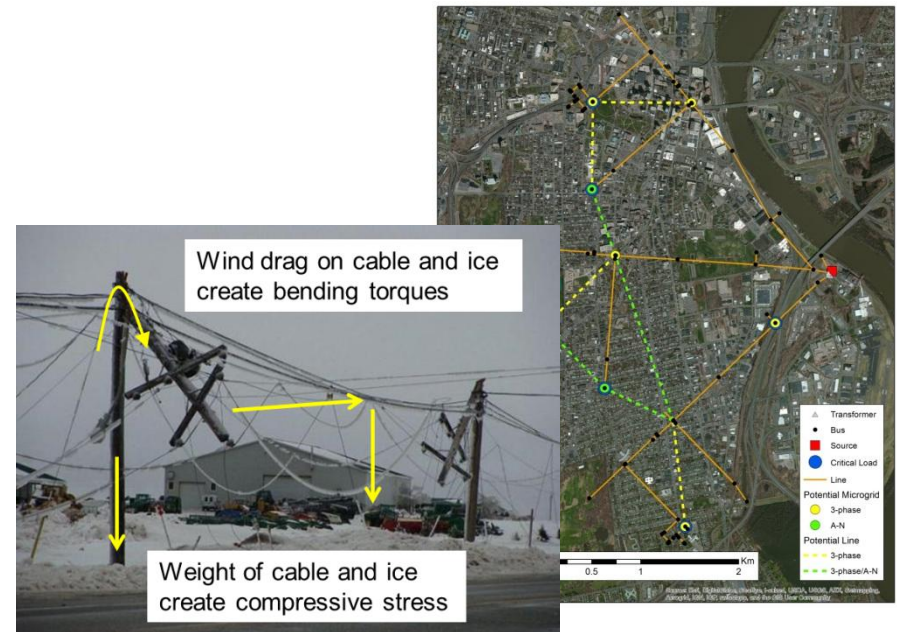 Wind drag on cable and ice
create bending torques
Weight of cable and ice
create compressive stress
Transformer
Bus
Source
Critical Load
Line
Potential Microgrid
3-phase
A-N
Potential Line
3-phase
3-phase/A-N
0.5
1
2
Km